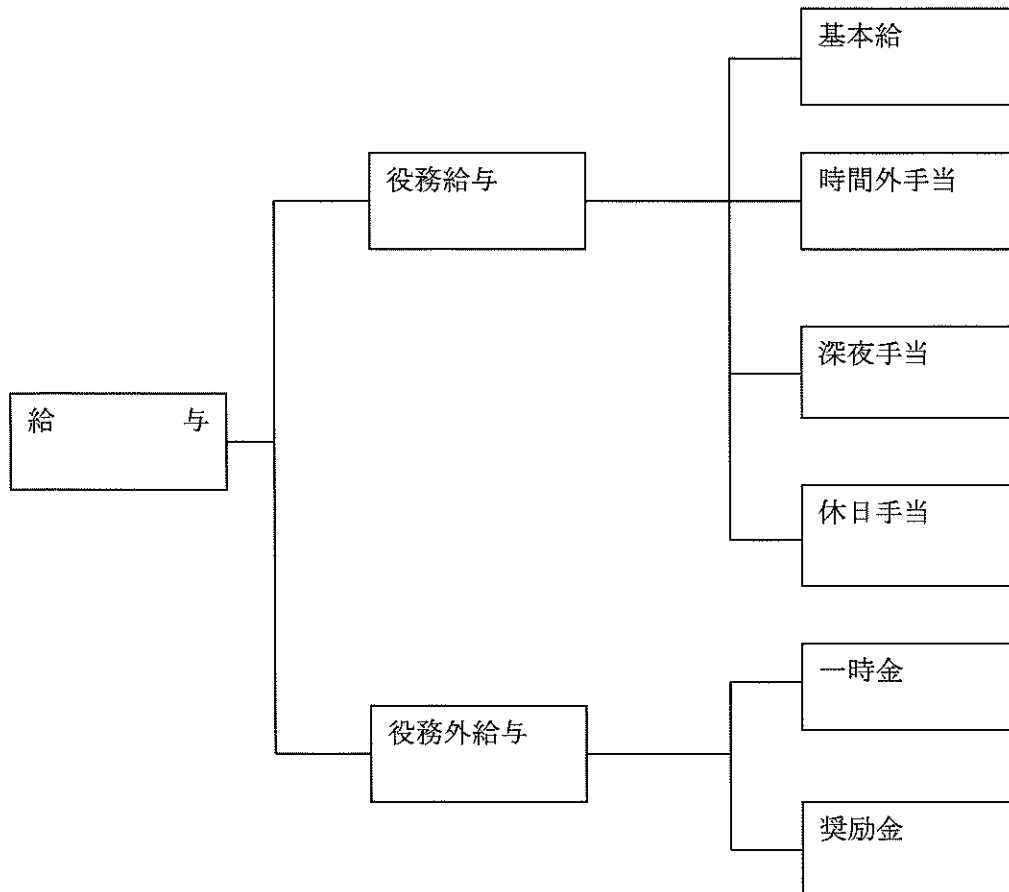 基本給
役務給与
時間外手当
深夜手当
給 与
休日手当
一時金
役務外給与
奨励金